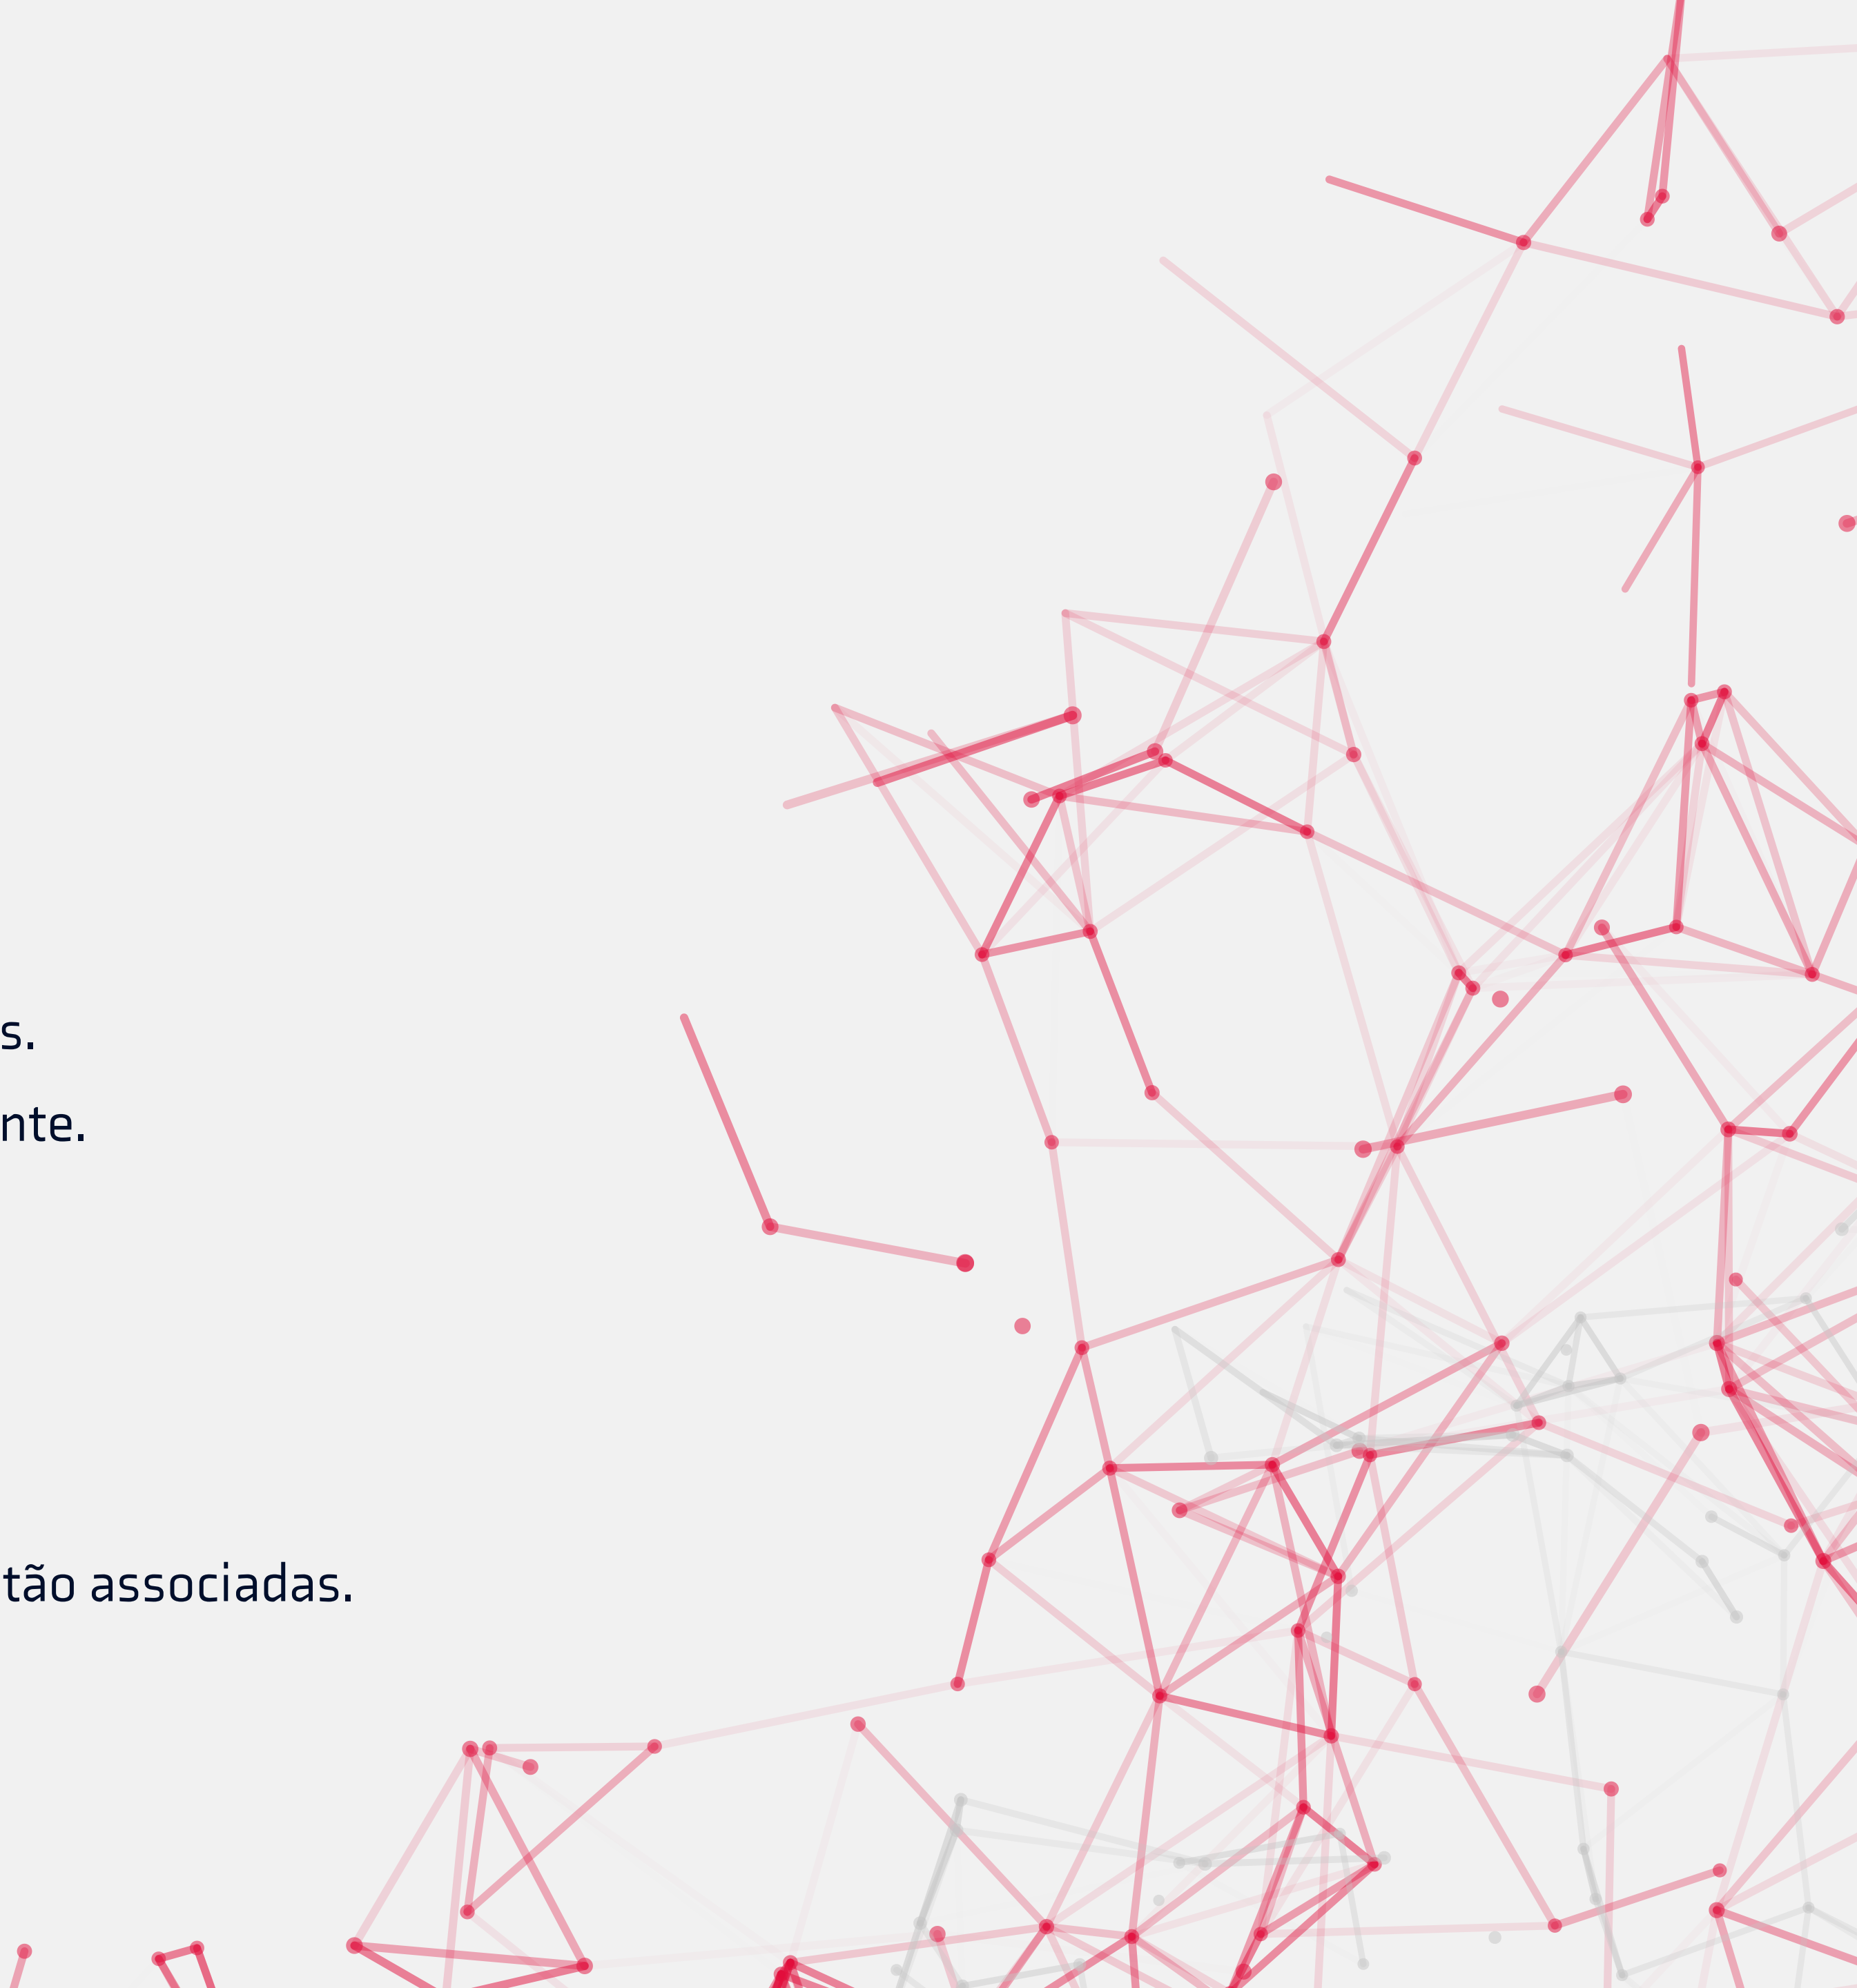 s.
nte.
tão associadas.